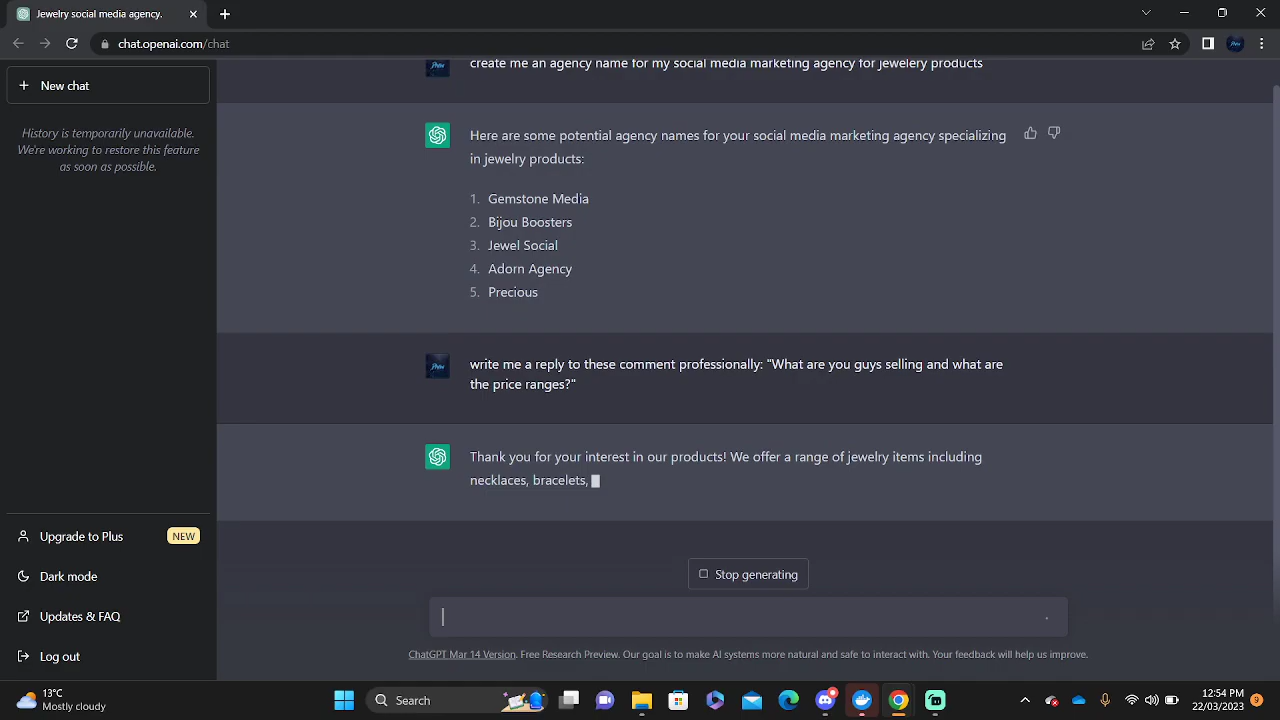 Jewelry social media agency.
chat.openai.com/chat
New chat
History is temporarily unavailable.
We're working to restore this feature
as soon as possible.
create me an agency name for my social media marketing agency for jewelery products
Here are some potential agency names for your social media marketing agency specializing
in jewelry products:
1. Gemstone Media
2. Bijou Boosters
3. Jewel Social
4. Adorn Agency
5. Precious
write me a reply to these comment professionally: "What are you guys selling and what are
the price ranges?"
Thank you for your interest in our products! We offer a range of jewelry items including
necklaces, bracelets,
Upgrade to Plus NEW
Dark mode
Updates & FAQ
Log out
Stop generating
ChatGPT Mar 14 Version. Free Research Preview. Our goal is to make AI systems more natural and safe to interact with. Your feedback will help us improve.
13°C
Mostly cloudy
Search
12:54 PM
22/03/2023
9